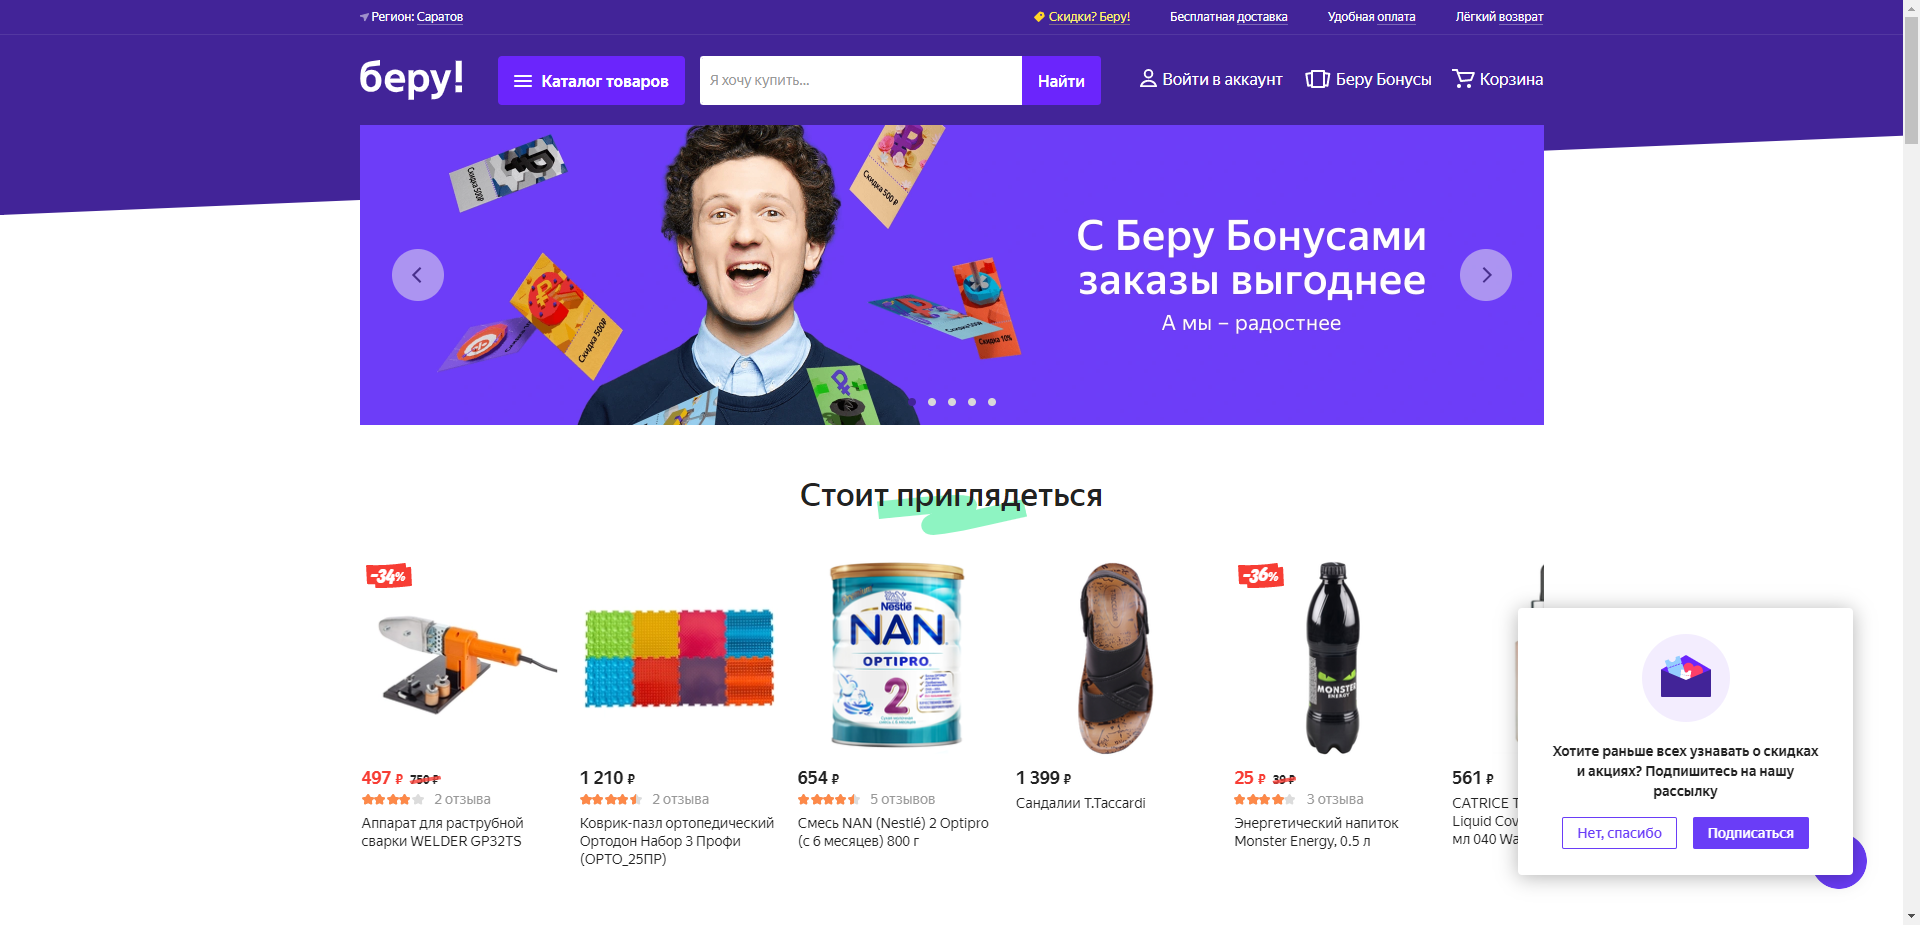 Регион: Саратов
Скидки? Беру!
Бесплатная доставка
Удобная оплата
Лёгкий возврат
беру!
Каталог товаров
Я хочу купить...
Найти
Войти в аккаунт
Беру Бонусы
Корзина
Скидка 500₽
Скидка 500 ₽
Скидка 500₽
Скидка 500₽
Скидка 10%
С Беру Бонусами
заказы выгоднее
А мы – радостнее
Стоит приглядеться
-34%
-36%
Nestlé
NAN
OPTIPRO
2
MONSTER
ENERGY
497 ₽ 750 ₽
2 отзыва
Аппарат для раструбной
сварки WELDER GP32TS
1 210 ₽
2 отзыва
Коврик-пазл ортопедический
Ортодон Набор 3 Профи
(ОРТО_25ПР)
654 ₽
5 отзывов
Смесь NAN (Nestlé) 2 Optipro
(с 6 месяцев) 800 г
1 399 ₽
Сандалии T.Taccardi
25 ₽ 39 ₽
3 отзыва
Энергетический напиток
Monster Energy, 0.5 л
561 ₽
CATRICE T
Liquid Cov
мл 040 Wa
Хотите раньше всех узнавать о скидках
и акциях? Подпишитесь на нашу
рассылку
Нет, спасибо
Подписаться